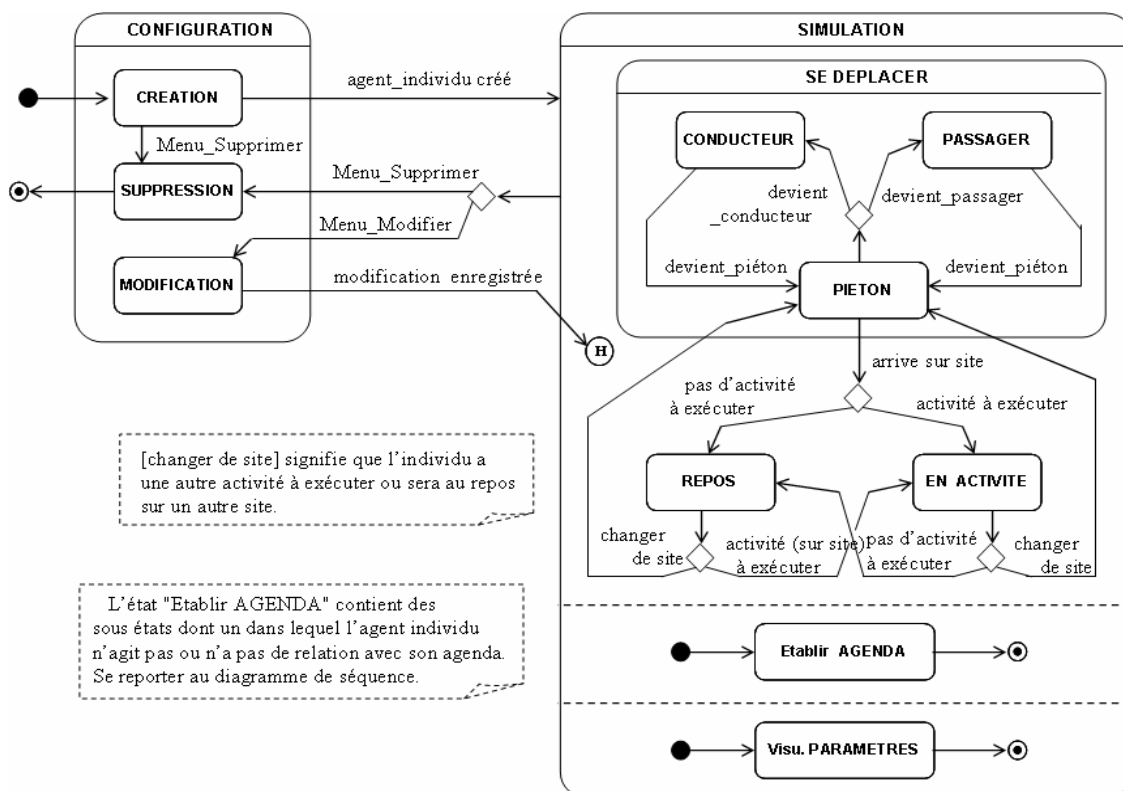 CONFIGURATION
SIMULATION
CREATION
agent_individu créé
Menu_Supprimer
SUPPRESSION
Menu_Supprimer
Menu_Modifier
MODIFICATION
modification enregistrée
H
SE DEPLACER
CONDUCTEUR
PASSAGER
devient
_conducteur
devient_passager
devient_piéton
devient_piéton
PIETON
arrive sur site
pas d'activité
à exécuter
activité à exécuter
REPOS
EN ACTIVITE
changer
de site
activité (sur site)
à exécuter
pas d'activité
à exécuter
changer
de site
[changer de site] signifie que l'individu a
une autre activité à exécuter ou sera au repos
sur un autre site.
L'état "Etablir AGENDA" contient des
sous états dont un dans lequel l'agent individu
n'agit pas ou n'a pas de relation avec son agenda.
Se reporter au diagramme de séquence.
Etablir AGENDA
Visu. PARAMETRES